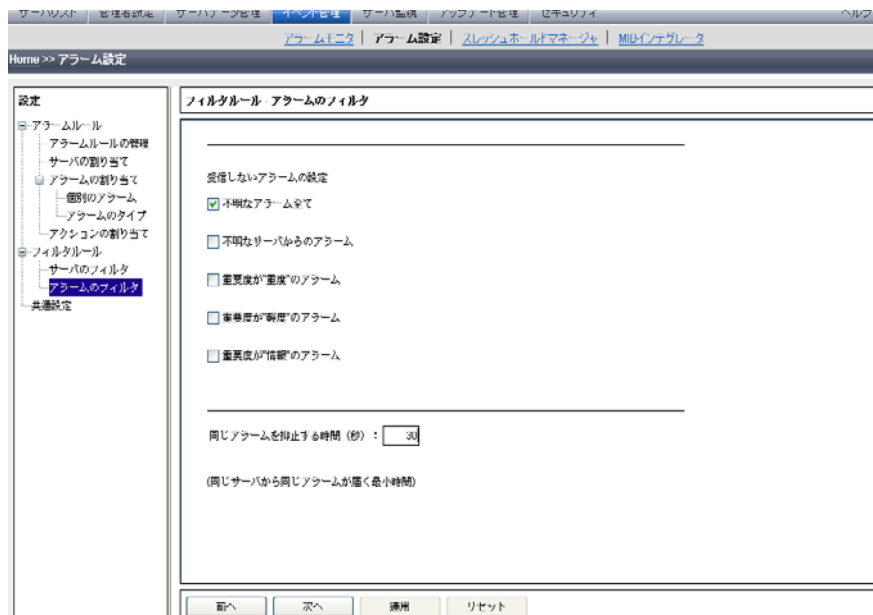 サーバリスト 管理者設定 サーバデータ管理 イベント管理 サーバ監視 アップデート管理 セキュリティ ヘルプ
アラームモニタ | アラーム設定 | スレッシュホールドマネージャ | MIBインテグレータ
Home >> アラーム設定
設定
アラームルール
アラームルールの管理
サーバの割り当て
アラームの割り当て
個別のアラーム
アラームのタイプ
アクションの割り当て
フィルタルール
サーバのフィルタ
アラームのフィルタ
共通設定
フィルタルール - アラームのフィルタ
受信しないアラームの設定
不明なアラーム全て
不明なサーバからのアラーム
重要度が"重度"のアラーム
重要度が"軽度"のアラーム
重要度が"情報"のアラーム
同じアラームを抑止する時間 (秒) : 30
(同じサーバから同じアラームが届く最小時間)
前へ 次へ 適用 リセット